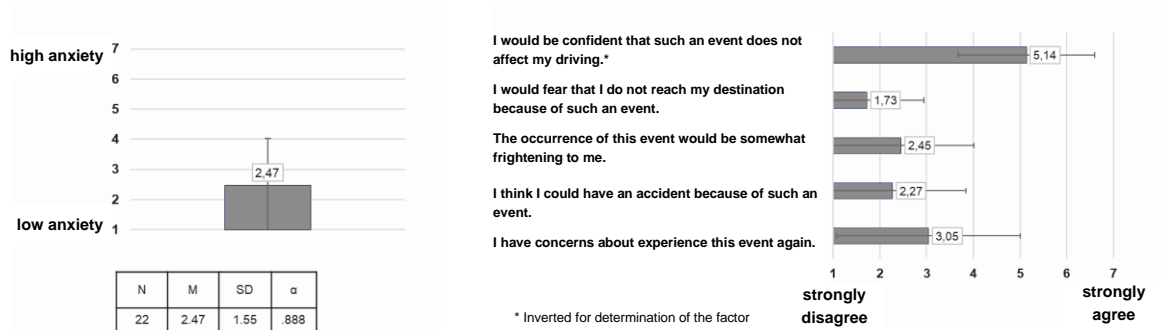 high anxiety 7
6
5
4
3
2,47
2
low anxiety 1
N M SD α
22 2.47 1.55 .888
I would be confident that such an event does not
affect my driving.*
5,14
I would fear that I do not reach my destination
because of such an event.
1,73
The occurrence of this event would be somewhat
frightening to me.
2,45
I think I could have an accident because of such an
event.
2,27
I have concerns about experience this event again.
3,05
1 2 3 4 5 6 7
strongly
disagree
strongly
agree
* Inverted for determination of the factor